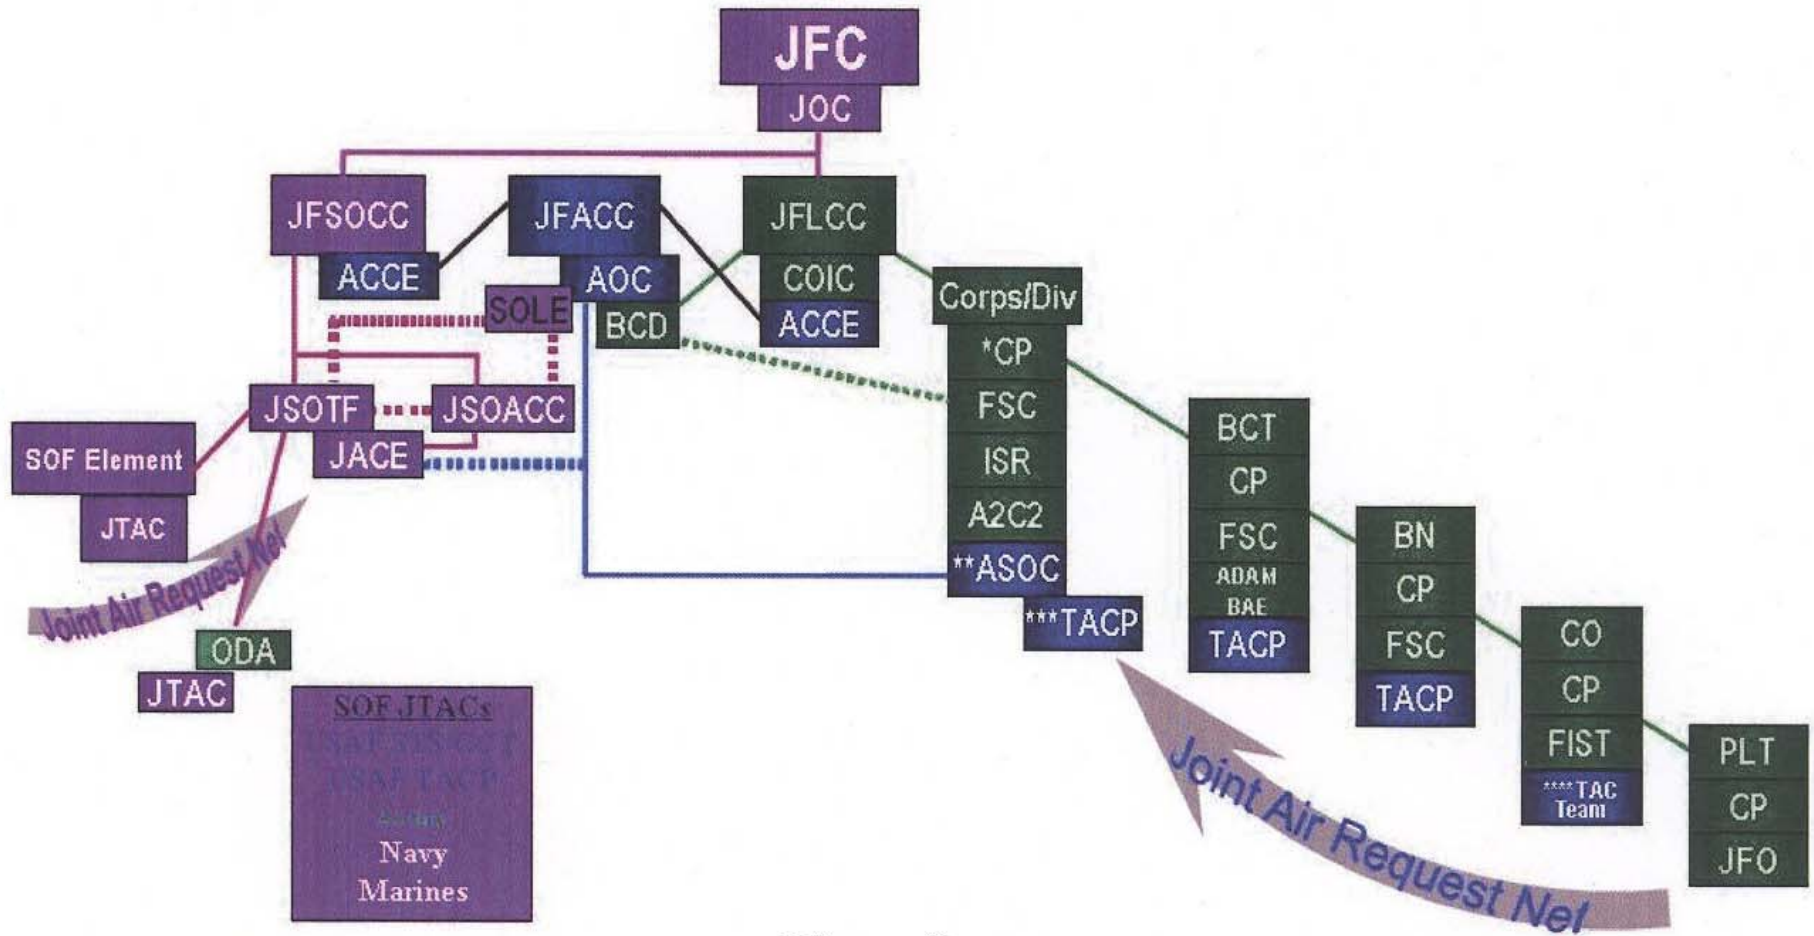 JFC
JOC
JFSOCC
ACCE
JFACC
AOC
SOLE
BCD
JFLCC
COIC
ACCE
JSOTF
JSOACC
JACE
SOF Element
JTAC
Joint Air Request Net
ODA
JTAC
SOF JTACs
USAF TACP
Navy
Marines
Corps/Div
*CP
FSC
ISR
A2C2
**ASOC
***TACP
BCT
CP
FSC
ADAM
BAE
TACP
BN
CP
FSC
TACP
CO
CP
FIST
****TAC
Team
PLT
CP
JFO
Joint Air Request Net